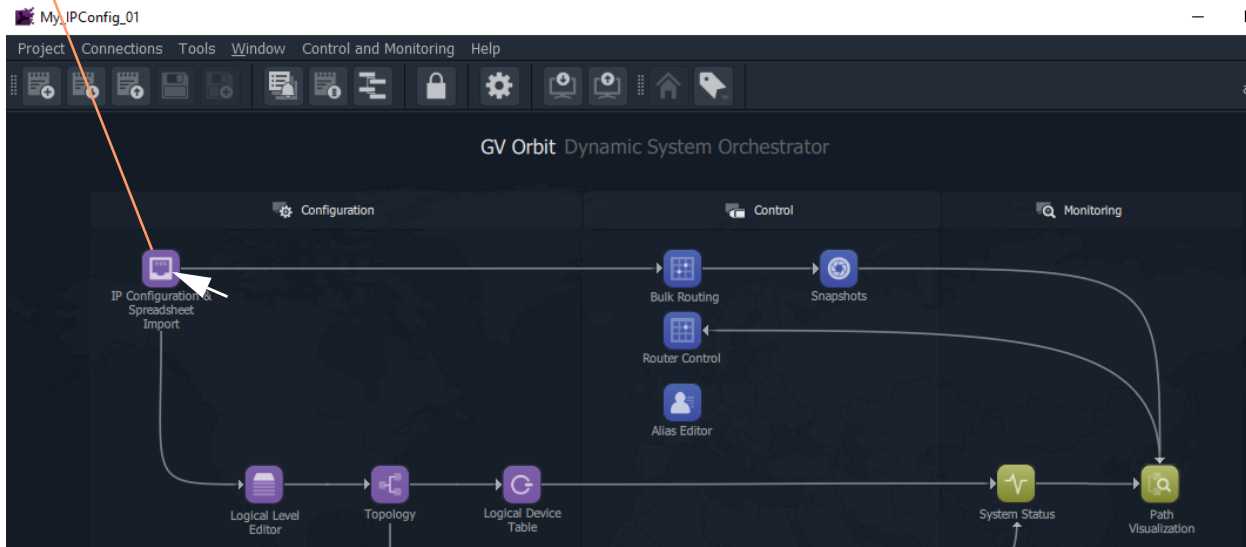 My_IPConfig_01
Project Connections Tools Window Control and Monitoring Help
GV Orbit Dynamic System Orchestrator
Configuration
Control
Monitoring
IP Configuration &
Spreadsheet
Import
Bulk Routing
Snapshots
Router Control
Alias Editor
Logical Level
Editor
Topology
Logical Device
Table
System Status
Path
Visualization